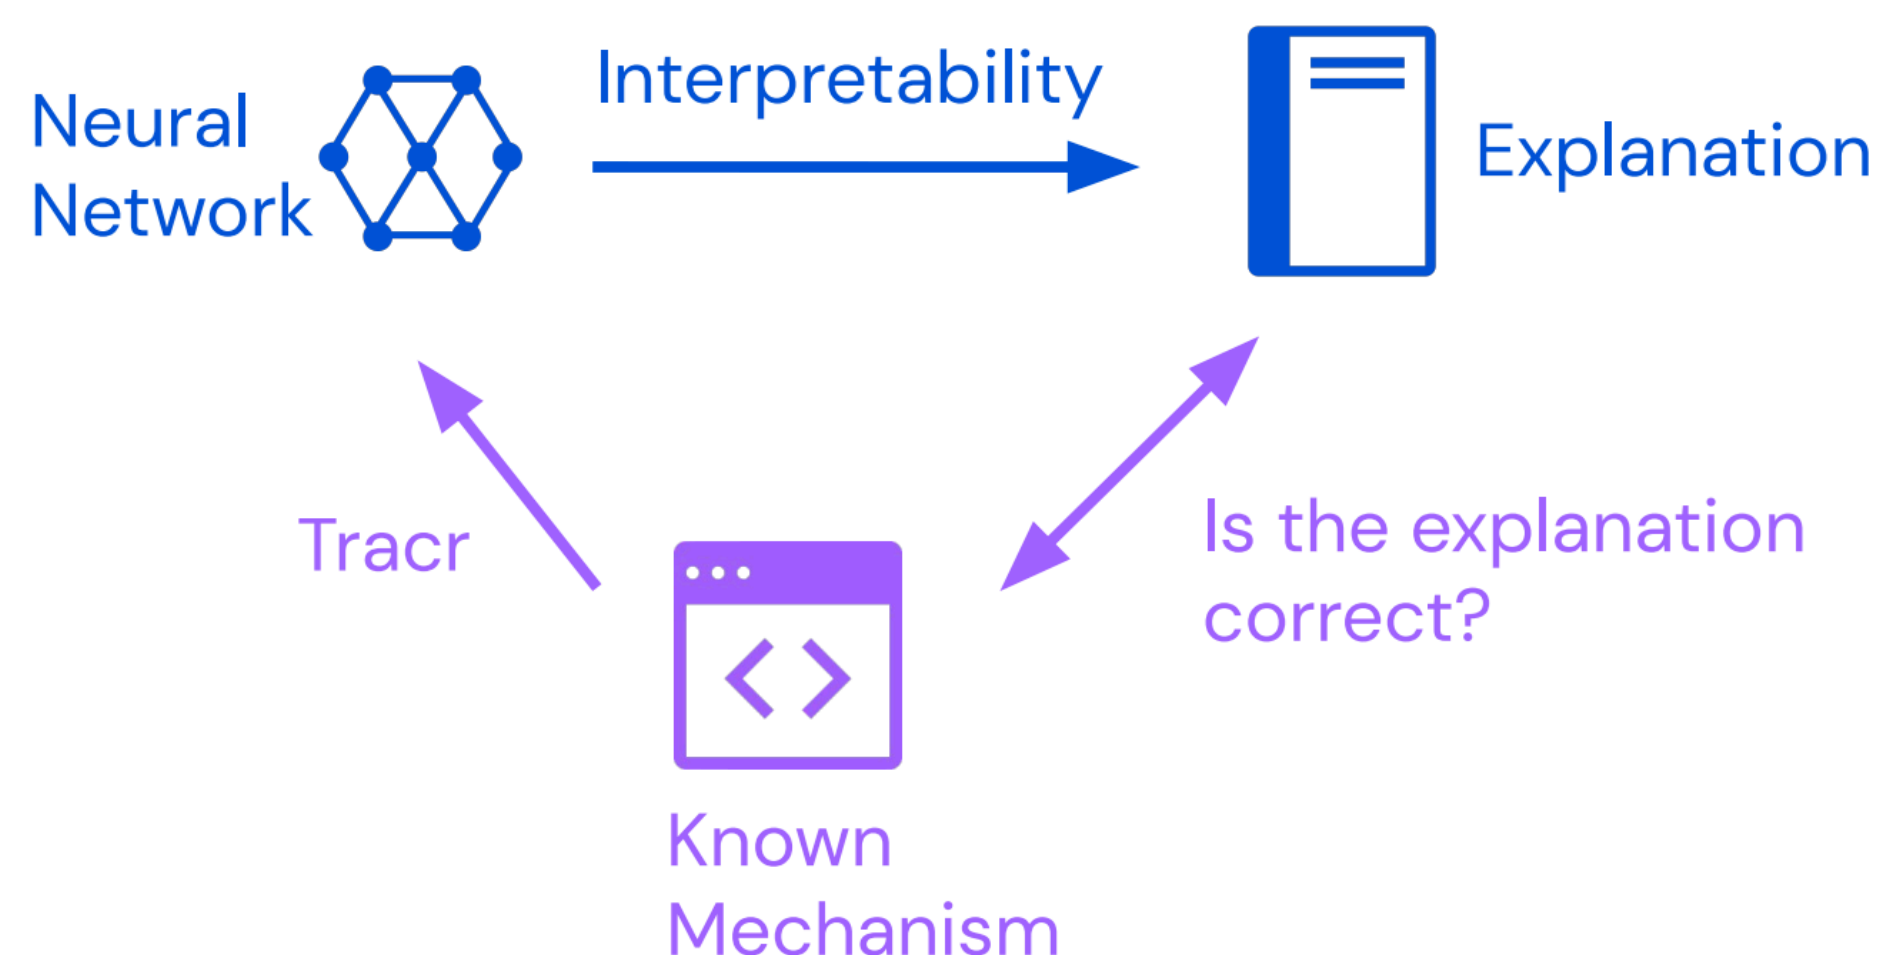 Neural
Network
Interpretability
Explanation
Tracr
Is the explanation
correct?
Known
Mechanism